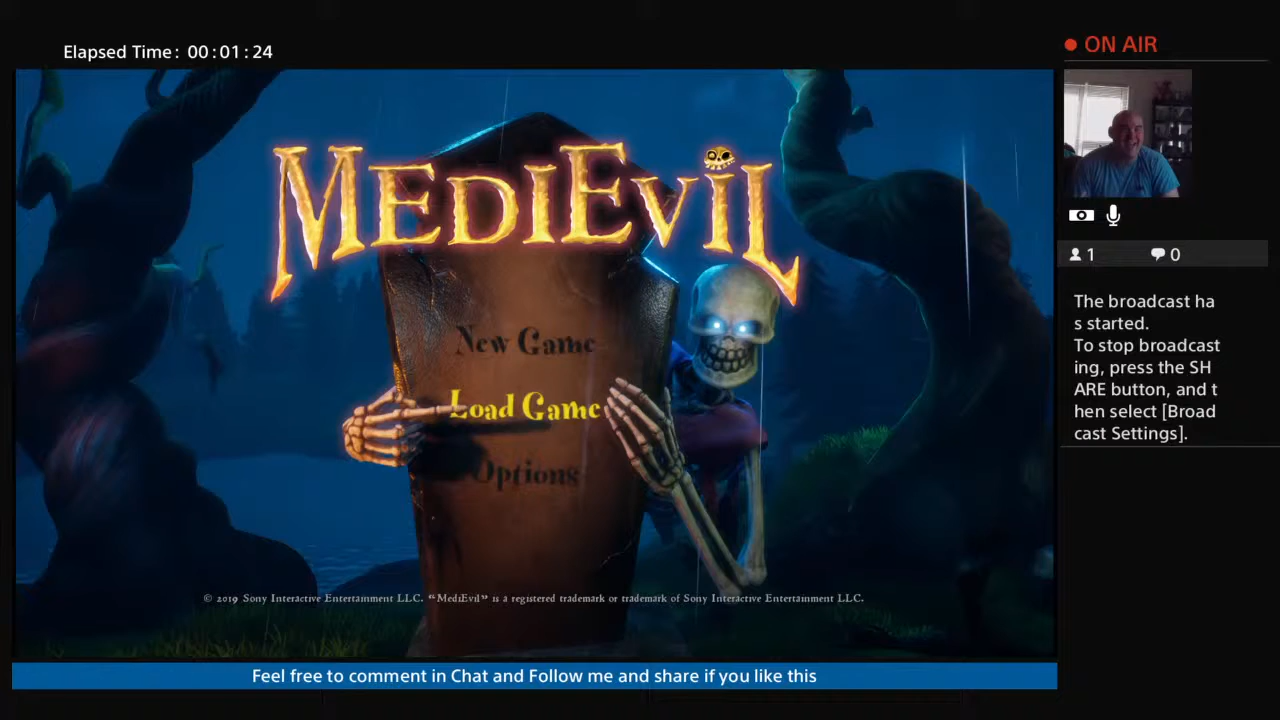 Elapsed Time: 00:01:24
ON AIR
MEDIEVIL
New Game
Load Game
Options
© 2019 Sony Interactive Entertainment LLC. “MediEvil” is a registered trademark or trademark of Sony Interactive Entertainment LLC.
1
0
The broadcast ha
s started.
To stop broadcast
ing, press the SH
ARE button, and t
hen select [Broad
cast Settings].
Feel free to comment in Chat and Follow me and share if you like this